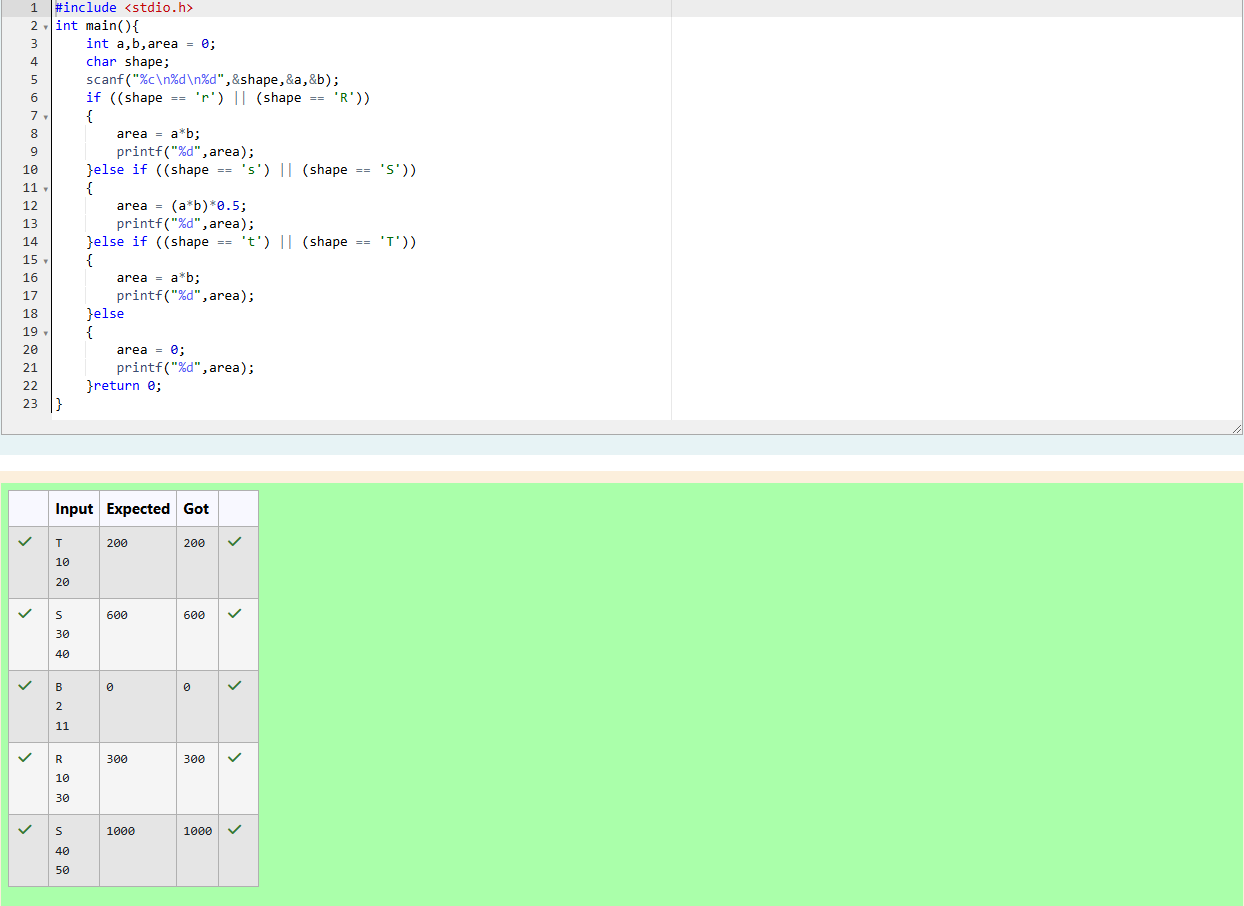 1 #include <stdio.h>
2 int main(){
3     int a,b,area = 0;
4     char shape;
5     scanf("%c\n%d\n%d",&shape,&a,&b);
6     if ((shape == 'r') || (shape == 'R'))
7     {
8         area = a*b;
9         printf("%d",area);
10     }else if ((shape == 's') || (shape == 'S'))
11     {
12         area = (a*b)*0.5;
13         printf("%d",area);
14     }else if ((shape == 't') || (shape == 'T'))
15     {
16         area = a*b;
17         printf("%d",area);
18     }else
19     {
20         area = 0;
21         printf("%d",area);
22     }return 0;
23 }
Input Expected Got
T 200 200
10
20
S 600 600
30
40
B 0 0
2
11
R 300 300
10
30
S 1000 1000
40
50